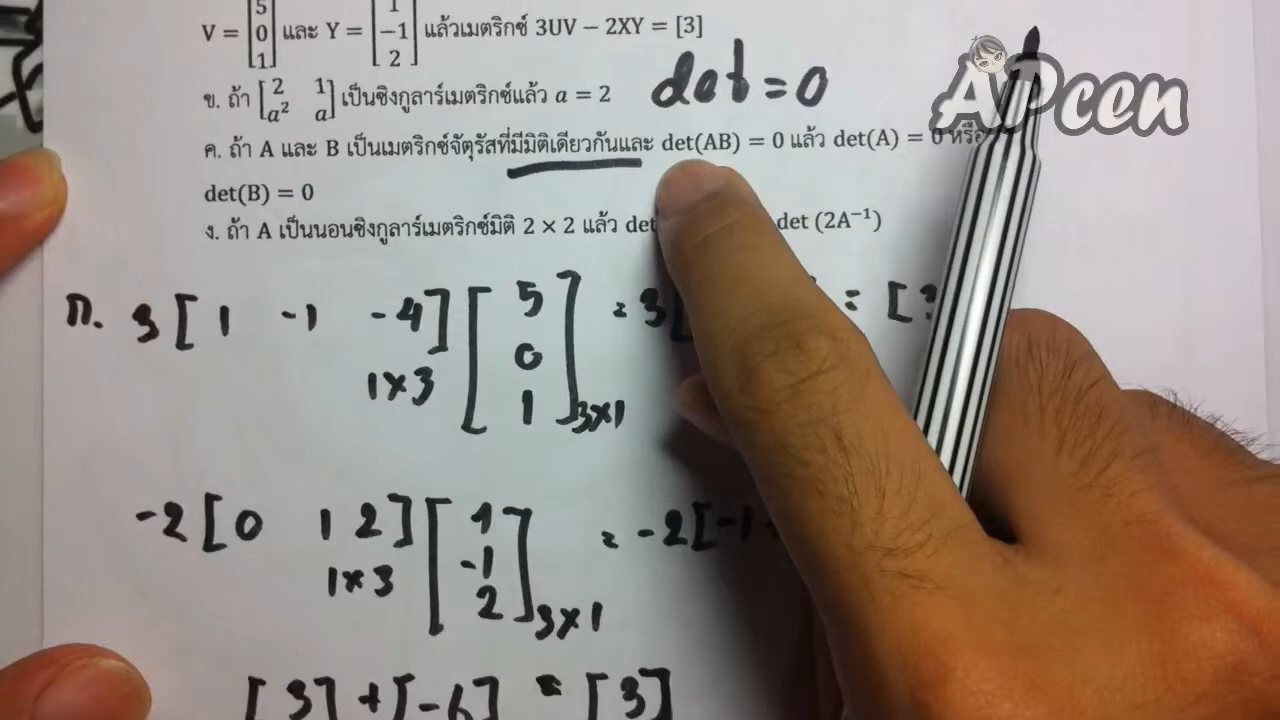 V = [5 0 1] และ Y = [1 -1 2] แล้วเมตริกซ์ 3UV − 2XY = [3]
ข. ถ้า [2 1 a² a] เป็นซิงกูลาร์เมตริกซ์แล้ว a = 2
det = 0
APcen
ค. ถ้า A และ B เป็นเมตริกซ์จัตุรัสที่มีมิติเดียวกันและ det(AB) = 0 แล้ว det(A) = 0 หรือ
det(B) = 0
ง. ถ้า A เป็นนอนซิงกูลาร์เมตริกซ์มิติ 2 × 2 แล้ว det det (2A⁻¹)
ก. 3 [1 -1 -4] 1×3 [5 0 1] 3×1 = 3[ = [3
-2 [0 1 2] 1×3 [1 -1 2] 3×1 = -2[-1+
[3] + [-6] = [3]